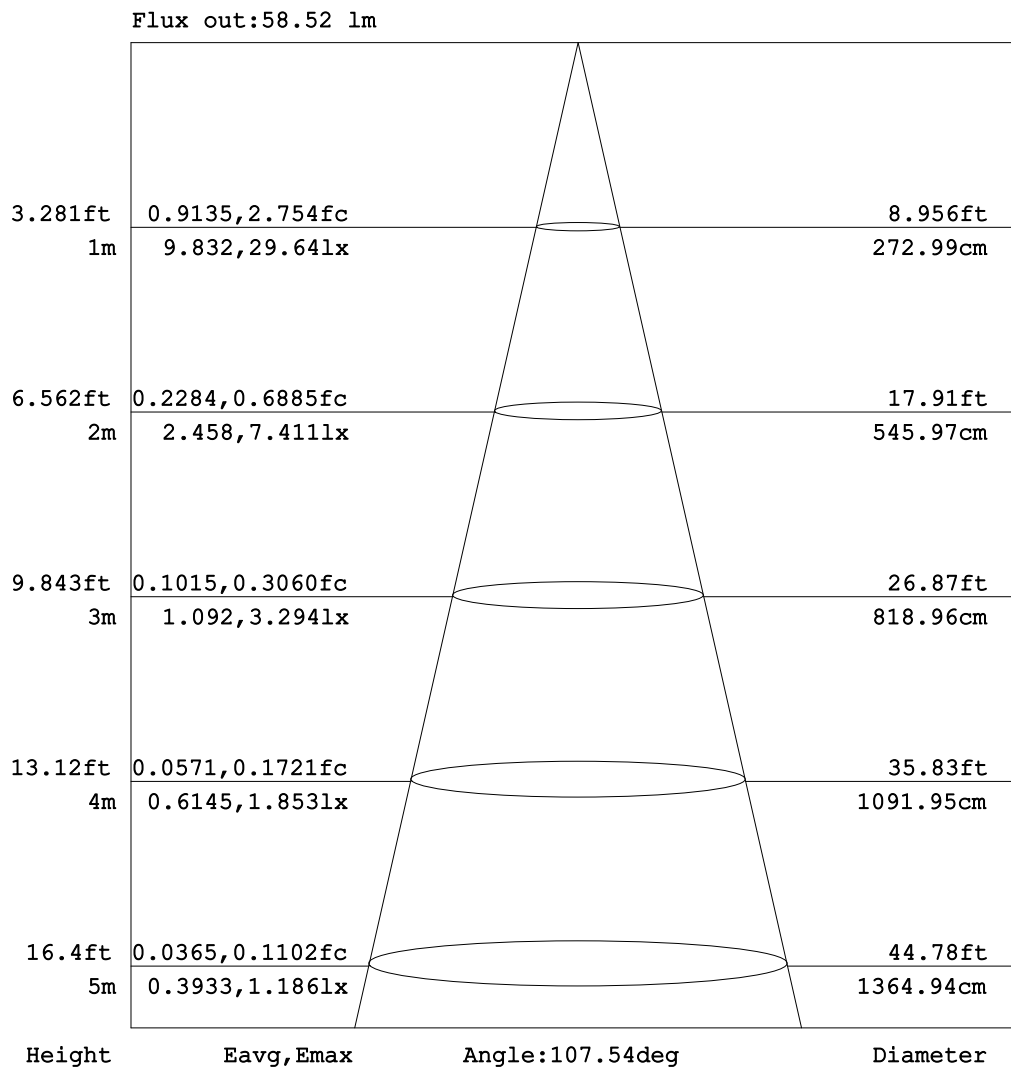 Flux out:58.52 lm
3.281ft 0.9135,2.754fc 8.956ft
1m 9.832,29.64lx 272.99cm
6.562ft 0.2284,0.6885fc 17.91ft
2m 2.458,7.411lx 545.97cm
9.843ft 0.1015,0.3060fc 26.87ft
3m 1.092,3.294lx 818.96cm
13.12ft 0.0571,0.1721fc 35.83ft
4m 0.6145,1.853lx 1091.95cm
16.4ft 0.0365,0.1102fc 44.78ft
5m 0.3933,1.186lx 1364.94cm
Height Eavg,Emax Angle:107.54deg Diameter